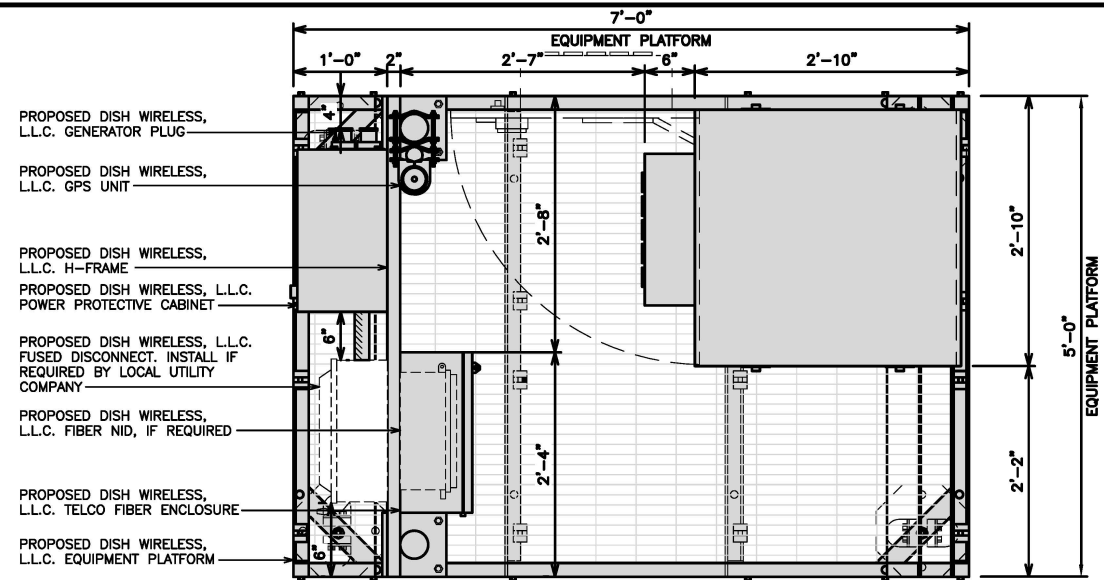 7'-0"
EQUIPMENT PLATFORM
1'-0" 2" 2'-7" 6" 2'-10"
4"
PROPOSED DISH WIRELESS,
L.L.C. GENERATOR PLUG
PROPOSED DISH WIRELESS,
L.L.C. GPS UNIT
2'-8"
2'-10"
PROPOSED DISH WIRELESS,
L.L.C. H-FRAME
PROPOSED DISH WIRELESS, L.L.C.
POWER PROTECTIVE CABINET
6"
PROPOSED DISH WIRELESS, L.L.C.
FUSED DISCONNECT. INSTALL IF
REQUIRED BY LOCAL UTILITY
COMPANY
5'-0"
EQUIPMENT PLATFORM
PROPOSED DISH WIRELESS,
L.L.C. FIBER NID, IF REQUIRED
2'-4"
2'-2"
PROPOSED DISH WIRELESS,
L.L.C. TELCO FIBER ENCLOSURE
PROPOSED DISH WIRELESS,
L.L.C. EQUIPMENT PLATFORM
6"